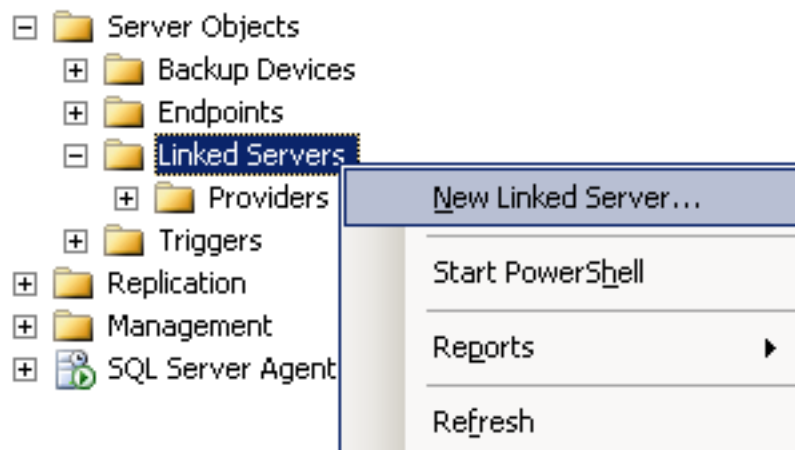 Server Objects
Backup Devices
Endpoints
Linked Servers
Providers
New Linked Server...
Triggers
Start PowerShell
Replication
Management
Reports
SQL Server Agent
Refresh